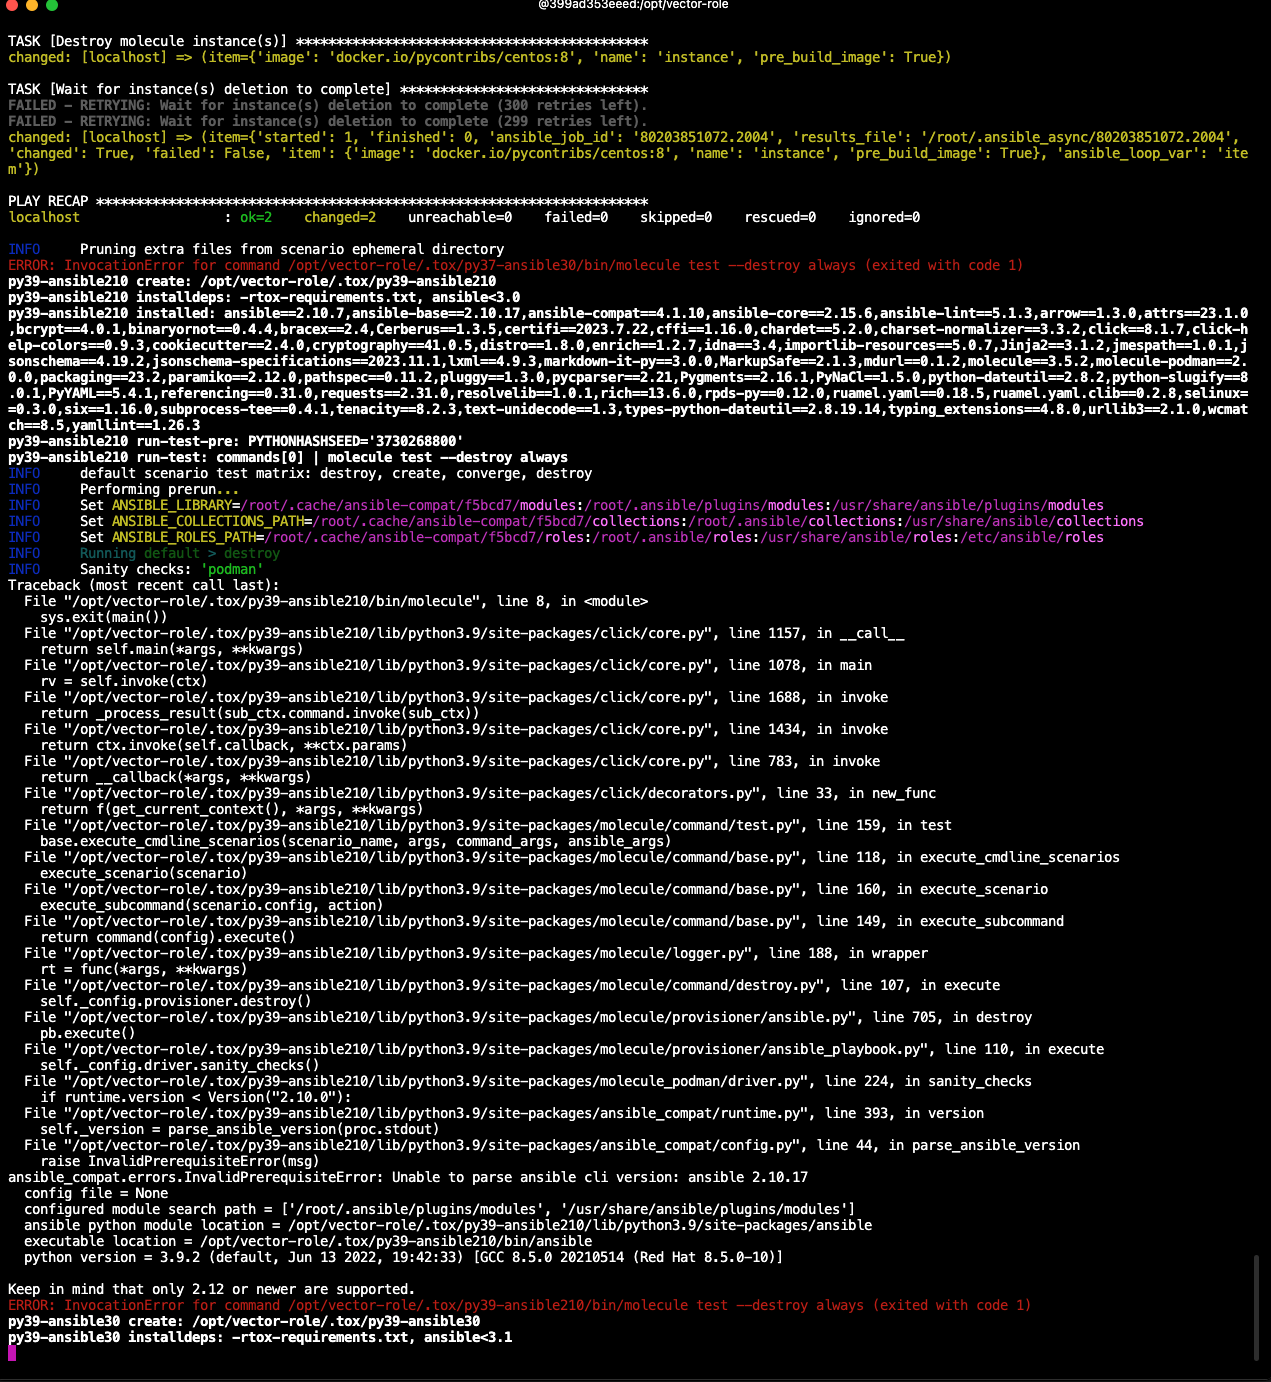 @399ad353eeed:/opt/vector-role
TASK [Destroy molecule instance(s)] ********************************************
changed: [localhost] => (item={'image': 'docker.io/pycontribs/centos:8', 'name': 'instance', 'pre_build_image': True})
TASK [Wait for instance(s) deletion to complete] *******************************
FAILED - RETRYING: Wait for instance(s) deletion to complete (300 retries left).
FAILED - RETRYING: Wait for instance(s) deletion to complete (299 retries left).
changed: [localhost] => (item={'started': 1, 'finished': 0, 'ansible_job_id': '80203851072.2004', 'results_file': '/root/.ansible_async/80203851072.2004',
'changed': True, 'failed': False, 'item': {'image': 'docker.io/pycontribs/centos:8', 'name': 'instance', 'pre_build_image': True}, 'ansible_loop_var': 'ite
m'})
PLAY RECAP *********************************************************************
localhost                  : ok=2    changed=2    unreachable=0    failed=0    skipped=0    rescued=0    ignored=0
INFO     Pruning extra files from scenario ephemeral directory
ERROR: InvocationError for command /opt/vector-role/.tox/py37-ansible30/bin/molecule test --destroy always (exited with code 1)
py39-ansible210 create: /opt/vector-role/.tox/py39-ansible210
py39-ansible210 installdeps: -rtox-requirements.txt, ansible<3.0
py39-ansible210 installed: ansible==2.10.7,ansible-base==2.10.17,ansible-compat==4.1.10,ansible-core==2.15.6,ansible-lint==5.1.3,arrow==1.3.0,attrs==23.1.0
,bcrypt==4.0.1,binaryornot==0.4.4,bracex==2.4,Cerberus==1.3.5,certifi==2023.7.22,cffi==1.16.0,chardet==5.2.0,charset-normalizer==3.3.2,click==8.1.7,click-h
elp-colors==0.9.3,cookiecutter==2.4.0,cryptography==41.0.5,distro==1.8.0,enrich==1.2.7,idna==3.4,importlib-resources==5.0.7,Jinja2==3.1.2,jmespath==1.0.1,j
sonschema==4.19.2,jsonschema-specifications==2023.11.1,lxml==4.9.3,markdown-it-py==3.0.0,MarkupSafe==2.1.3,mdurl==0.1.2,molecule==3.5.2,molecule-podman==2.
0.0,packaging==23.2,paramiko==2.12.0,pathspec==0.11.2,pluggy==1.3.0,pycparser==2.21,Pygments==2.16.1,PyNaCl==1.5.0,python-dateutil==2.8.2,python-slugify==8
.0.1,PyYAML==5.4.1,referencing==0.31.0,requests==2.31.0,resolvelib==1.0.1,rich==13.6.0,rpds-py==0.12.0,ruamel.yaml==0.18.5,ruamel.yaml.clib==0.2.8,selinux=
=0.3.0,six==1.16.0,subprocess-tee==0.4.1,tenacity==8.2.3,text-unidecode==1.3,types-python-dateutil==2.8.19.14,typing_extensions==4.8.0,urllib3==2.1.0,wcmat
ch==8.5,yamllint==1.26.3
py39-ansible210 run-test-pre: PYTHONHASHSEED='3730268800'
py39-ansible210 run-test: commands[0] | molecule test --destroy always
INFO     default scenario test matrix: destroy, create, converge, destroy
INFO     Performing prerun...
INFO     Set ANSIBLE_LIBRARY=/root/.cache/ansible-compat/f5bcd7/modules:/root/.ansible/plugins/modules:/usr/share/ansible/plugins/modules
INFO     Set ANSIBLE_COLLECTIONS_PATH=/root/.cache/ansible-compat/f5bcd7/collections:/root/.ansible/collections:/usr/share/ansible/collections
INFO     Set ANSIBLE_ROLES_PATH=/root/.cache/ansible-compat/f5bcd7/roles:/root/.ansible/roles:/usr/share/ansible/roles:/etc/ansible/roles
INFO     Running default > destroy
INFO     Sanity checks: 'podman'
Traceback (most recent call last):
  File "/opt/vector-role/.tox/py39-ansible210/bin/molecule", line 8, in <module>
    sys.exit(main())
  File "/opt/vector-role/.tox/py39-ansible210/lib/python3.9/site-packages/click/core.py", line 1157, in __call__
    return self.main(*args, **kwargs)
  File "/opt/vector-role/.tox/py39-ansible210/lib/python3.9/site-packages/click/core.py", line 1078, in main
    rv = self.invoke(ctx)
  File "/opt/vector-role/.tox/py39-ansible210/lib/python3.9/site-packages/click/core.py", line 1688, in invoke
    return _process_result(sub_ctx.command.invoke(sub_ctx))
  File "/opt/vector-role/.tox/py39-ansible210/lib/python3.9/site-packages/click/core.py", line 1434, in invoke
    return ctx.invoke(self.callback, **ctx.params)
  File "/opt/vector-role/.tox/py39-ansible210/lib/python3.9/site-packages/click/core.py", line 783, in invoke
    return __callback(*args, **kwargs)
  File "/opt/vector-role/.tox/py39-ansible210/lib/python3.9/site-packages/click/decorators.py", line 33, in new_func
    return f(get_current_context(), *args, **kwargs)
  File "/opt/vector-role/.tox/py39-ansible210/lib/python3.9/site-packages/molecule/command/test.py", line 159, in test
    base.execute_cmdline_scenarios(scenario_name, args, command_args, ansible_args)
  File "/opt/vector-role/.tox/py39-ansible210/lib/python3.9/site-packages/molecule/command/base.py", line 118, in execute_cmdline_scenarios
    execute_scenario(scenario)
  File "/opt/vector-role/.tox/py39-ansible210/lib/python3.9/site-packages/molecule/command/base.py", line 160, in execute_scenario
    execute_subcommand(scenario.config, action)
  File "/opt/vector-role/.tox/py39-ansible210/lib/python3.9/site-packages/molecule/command/base.py", line 149, in execute_subcommand
    return command(config).execute()
  File "/opt/vector-role/.tox/py39-ansible210/lib/python3.9/site-packages/molecule/logger.py", line 188, in wrapper
    rt = func(*args, **kwargs)
  File "/opt/vector-role/.tox/py39-ansible210/lib/python3.9/site-packages/molecule/command/destroy.py", line 107, in execute
    self._config.provisioner.destroy()
  File "/opt/vector-role/.tox/py39-ansible210/lib/python3.9/site-packages/molecule/provisioner/ansible.py", line 705, in destroy
    pb.execute()
  File "/opt/vector-role/.tox/py39-ansible210/lib/python3.9/site-packages/molecule/provisioner/ansible_playbook.py", line 110, in execute
    self._config.driver.sanity_checks()
  File "/opt/vector-role/.tox/py39-ansible210/lib/python3.9/site-packages/molecule_podman/driver.py", line 224, in sanity_checks
    if runtime.version < Version("2.10.0"):
  File "/opt/vector-role/.tox/py39-ansible210/lib/python3.9/site-packages/ansible_compat/runtime.py", line 393, in version
    self._version = parse_ansible_version(proc.stdout)
  File "/opt/vector-role/.tox/py39-ansible210/lib/python3.9/site-packages/ansible_compat/config.py", line 44, in parse_ansible_version
    raise InvalidPrerequisiteError(msg)
ansible_compat.errors.InvalidPrerequisiteError: Unable to parse ansible cli version: ansible 2.10.17
  config file = None
  configured module search path = ['/root/.ansible/plugins/modules', '/usr/share/ansible/plugins/modules']
  ansible python module location = /opt/vector-role/.tox/py39-ansible210/lib/python3.9/site-packages/ansible
  executable location = /opt/vector-role/.tox/py39-ansible210/bin/ansible
  python version = 3.9.2 (default, Jun 13 2022, 19:42:33) [GCC 8.5.0 20210514 (Red Hat 8.5.0-10)]
Keep in mind that only 2.12 or newer are supported.
ERROR: InvocationError for command /opt/vector-role/.tox/py39-ansible210/bin/molecule test --destroy always (exited with code 1)
py39-ansible30 create: /opt/vector-role/.tox/py39-ansible30
py39-ansible30 installdeps: -rtox-requirements.txt, ansible<3.1